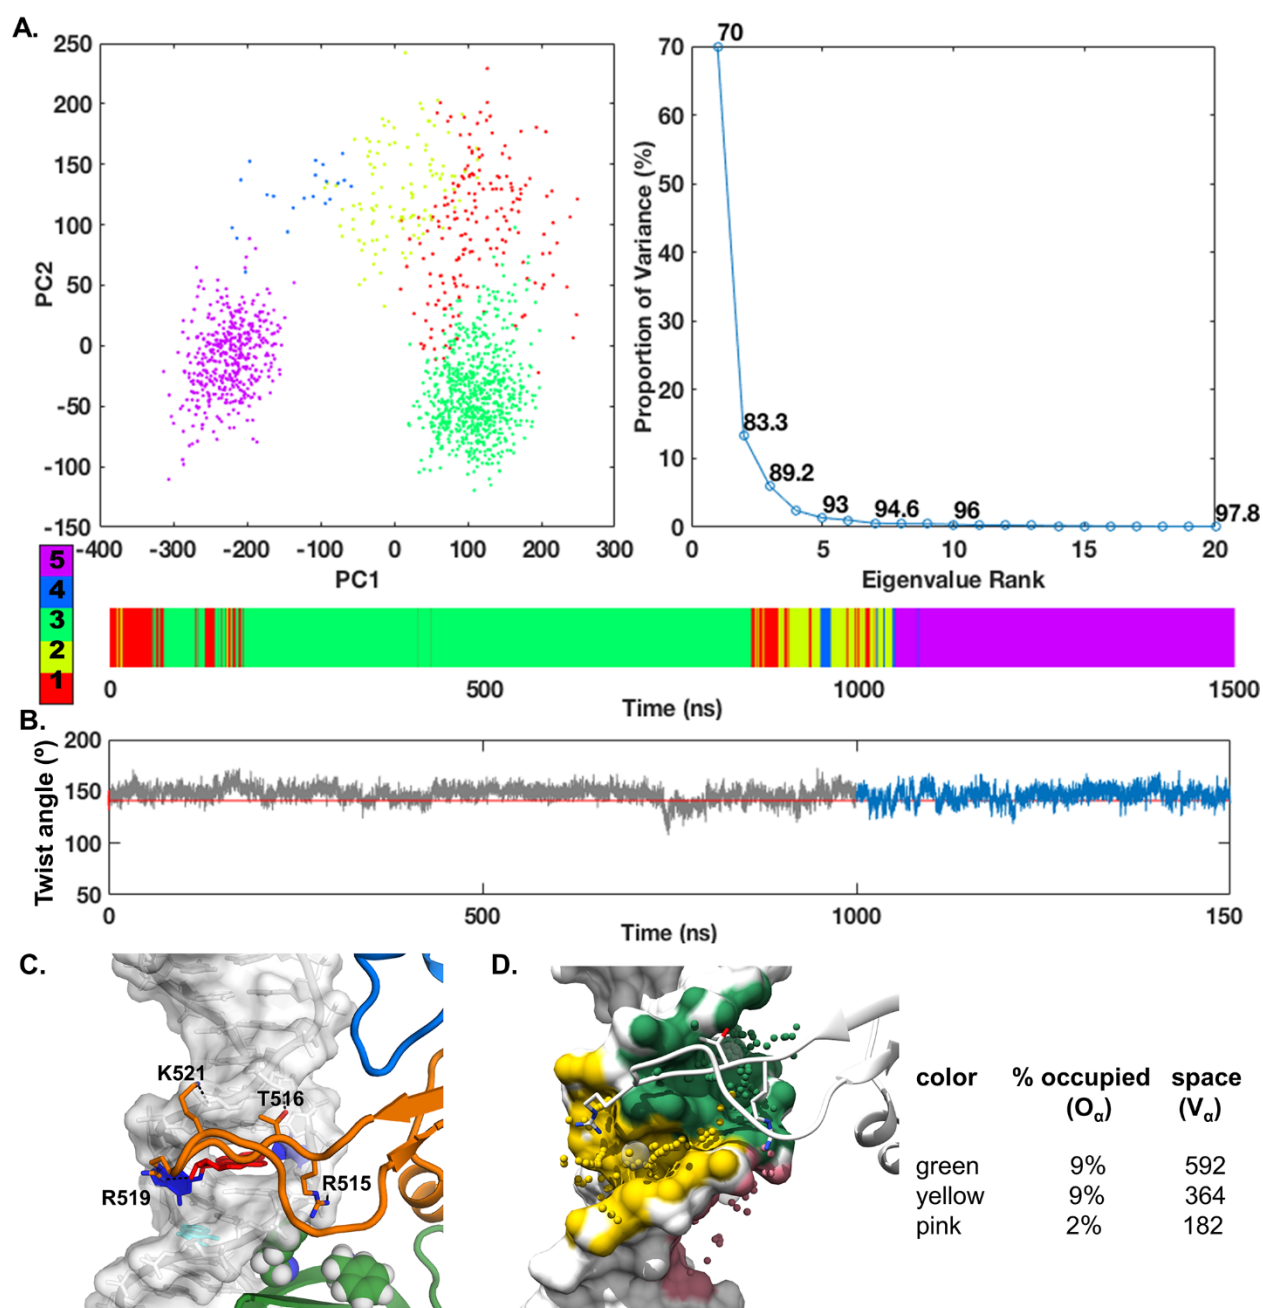 A.
250
200
150
100
50
0
-50
-100
-150
PC2
-400 -300 -200 -100 0 100 200 300
PC1
70
60
50
40
30
20
10
0
Proportion of Variance (%)
70
83.3
89.2
93
94.6
96
97.8
0 5 10 15 20
Eigenvalue Rank
5
4
3
2
1
0 500 1000 1500
Time (ns)
B.
200
150
100
50
Twist angle (º)
0 500 1000 150
Time (ns)
C.
K521
T516
R519
R515
D.
color % occupied space
(Oα) (Vα)
green 9% 592
yellow 9% 364
pink 2% 182